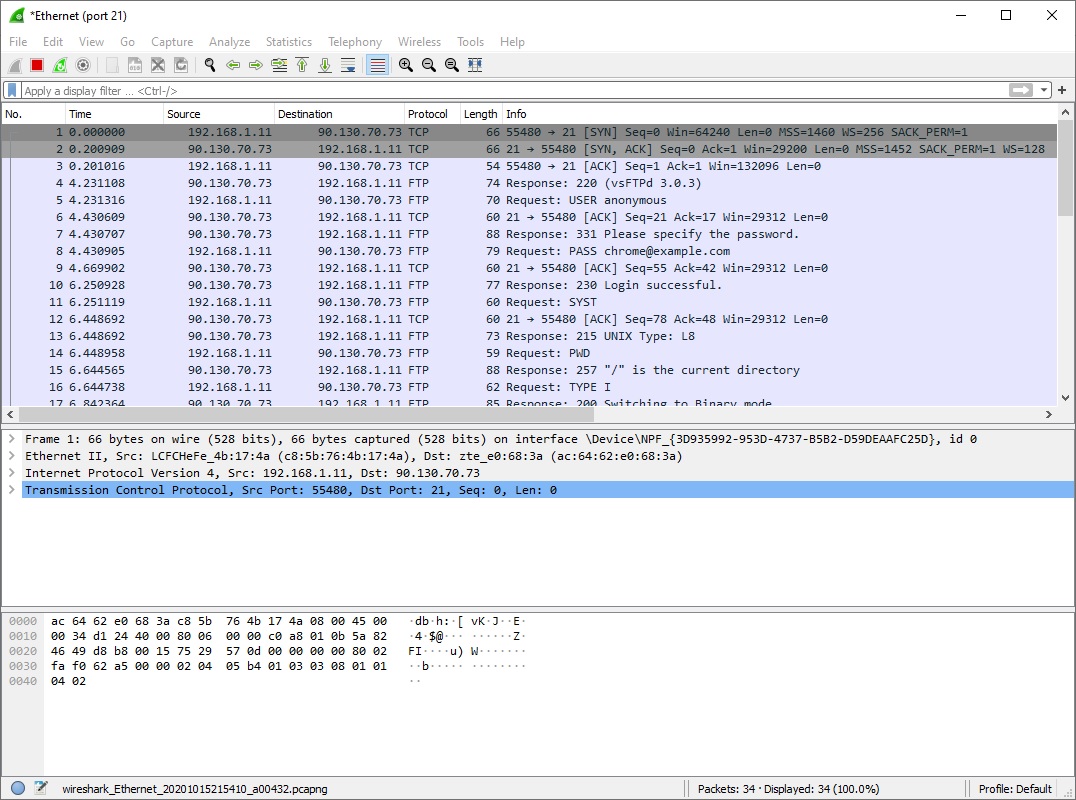 *Ethernet (port 21)
File Edit View Go Capture Analyze Statistics Telephony Wireless Tools Help
Apply a display filter ... <Ctrl-/>
No. Time Source Destination Protocol Length Info
1 0.000000 192.168.1.11 90.130.70.73 TCP 66 55480 → 21 [SYN] Seq=0 Win=64240 Len=0 MSS=1460 WS=256 SACK_PERM=1
2 0.200909 90.130.70.73 192.168.1.11 TCP 66 21 → 55480 [SYN, ACK] Seq=0 Ack=1 Win=29200 Len=0 MSS=1452 SACK_PERM=1 WS=128
3 0.201016 192.168.1.11 90.130.70.73 TCP 54 55480 → 21 [ACK] Seq=1 Ack=1 Win=132096 Len=0
4 4.231108 90.130.70.73 192.168.1.11 FTP 74 Response: 220 (vsFTPd 3.0.3)
5 4.231316 192.168.1.11 90.130.70.73 FTP 70 Request: USER anonymous
6 4.430609 90.130.70.73 192.168.1.11 TCP 60 21 → 55480 [ACK] Seq=21 Ack=17 Win=29312 Len=0
7 4.430707 90.130.70.73 192.168.1.11 FTP 88 Response: 331 Please specify the password.
8 4.430905 192.168.1.11 90.130.70.73 FTP 79 Request: PASS chrome@example.com
9 4.669902 90.130.70.73 192.168.1.11 TCP 60 21 → 55480 [ACK] Seq=55 Ack=42 Win=29312 Len=0
10 6.250928 90.130.70.73 192.168.1.11 FTP 77 Response: 230 Login successful.
11 6.251119 192.168.1.11 90.130.70.73 FTP 60 Request: SYST
12 6.448692 90.130.70.73 192.168.1.11 TCP 60 21 → 55480 [ACK] Seq=78 Ack=48 Win=29312 Len=0
13 6.448692 90.130.70.73 192.168.1.11 FTP 73 Response: 215 UNIX Type: L8
14 6.448958 192.168.1.11 90.130.70.73 FTP 59 Request: PWD
15 6.644565 90.130.70.73 192.168.1.11 FTP 88 Response: 257 "/" is the current directory
16 6.644738 192.168.1.11 90.130.70.73 FTP 62 Request: TYPE I
17 6.842364 90.130.70.73 192.168.1.11 FTP 85 Response: 200 Switching to Binary mode
Frame 1: 66 bytes on wire (528 bits), 66 bytes captured (528 bits) on interface \Device\NPF_{3D935992-953D-4737-B5B2-D59DEAAFC25D}, id 0
Ethernet II, Src: LCFCHeFe_4b:17:4a (c8:5b:76:4b:17:4a), Dst: zte_e0:68:3a (ac:64:62:e0:68:3a)
Internet Protocol Version 4, Src: 192.168.1.11, Dst: 90.130.70.73
Transmission Control Protocol, Src Port: 55480, Dst Port: 21, Seq: 0, Len: 0
0000 ac 64 62 e0 68 3a c8 5b 76 4b 17 4a 08 00 45 00 ·db·h:·[ vK·J··E·
0010 00 34 d1 24 40 00 80 06 00 00 c0 a8 01 0b 5a 82 ·4·$@··· ······Z·
0020 46 49 d8 b8 00 15 75 29 57 0d 00 00 00 00 80 02 FI····u) W·······
0030 fa f0 62 a5 00 00 02 04 05 b4 01 03 03 08 01 01 ··b····· ········
0040 04 02 ··
wireshark_Ethernet_20201015215410_a00432.pcapng Packets: 34 · Displayed: 34 (100.0%) Profile: Default